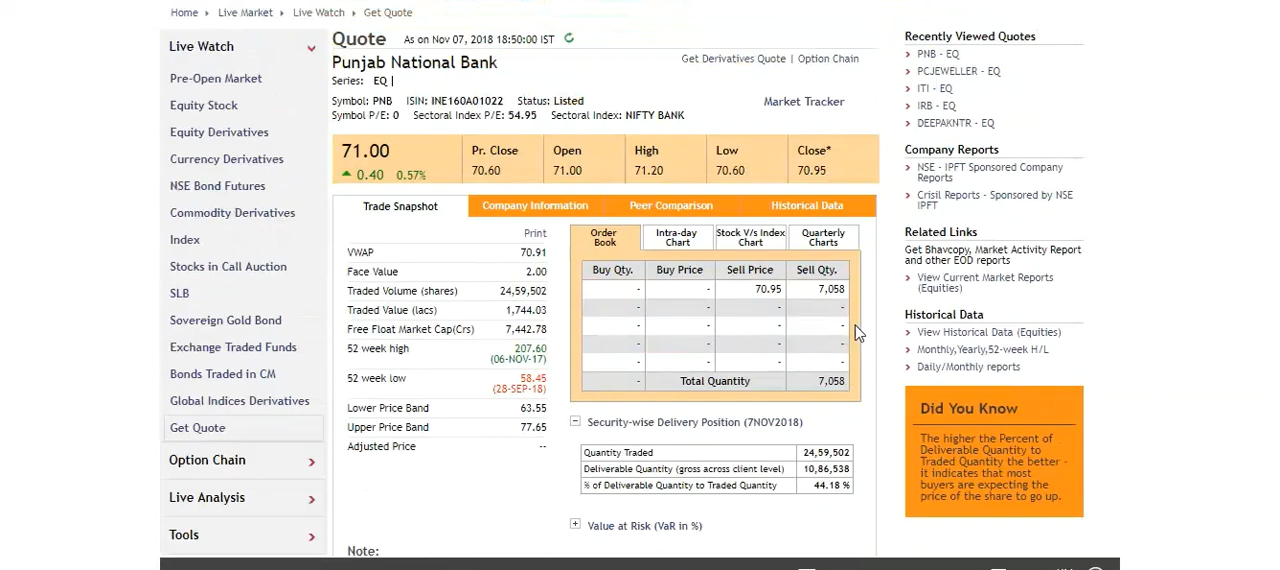 Home › Live Market › Live Watch › Get Quote
Live Watch
Pre-Open Market
Equity Stock
Equity Derivatives
Currency Derivatives
NSE Bond Futures
Commodity Derivatives
Index
Stocks in Call Auction
SLB
Sovereign Gold Bond
Exchange Traded Funds
Bonds Traded in CM
Global Indices Derivatives
Get Quote
Option Chain
Live Analysis
Tools
Quote As on Nov 07, 2018 18:50:00 IST
Punjab National Bank
Get Derivatives Quote | Option Chain
Series: EQ |
Symbol: PNB ISIN: INE160A01022 Status: Listed
Market Tracker
Symbol P/E: 0 Sectoral Index P/E: 54.95 Sectoral Index: NIFTY BANK
71.00 Pr. Close Open High Low Close*
0.40 0.57% 70.60 71.00 71.20 70.60 70.95
Trade Snapshot Company Information Peer Comparison Historical Data
Print
VWAP 70.91
Face Value 2.00
Traded Volume (shares) 24,59,502
Traded Value (lacs) 1,744.03
Free Float Market Cap(Crs) 7,442.78
52 week high 207.60
(06-NOV-17)
52 week low 58.45
(28-SEP-18)
Lower Price Band 63.55
Upper Price Band 77.65
Adjusted Price --
Order Book
Intra-day Chart
Stock V/s Index Chart
Quarterly Charts
Buy Qty. Buy Price Sell Price Sell Qty.
- - 70.95 7,058
- - - -
- - - -
- - - -
- - - -
- Total Quantity 7,058
Security-wise Delivery Position (7NOV2018)
Quantity Traded 24,59,502
Deliverable Quantity (gross across client level) 10,86,538
% of Deliverable Quantity to Traded Quantity 44.18 %
Value at Risk (VaR in %)
Note:
Recently Viewed Quotes
PNB - EQ
PCJEWELLER - EQ
ITI - EQ
IRB - EQ
DEEPAKNTR - EQ
Company Reports
NSE - IPFT Sponsored Company
Reports
Crisil Reports - Sponsored by NSE
IPFT
Related Links
Get Bhavcopy, Market Activity Report
and other EOD reports
View Current Market Reports
(Equities)
Historical Data
View Historical Data (Equities)
Monthly,Yearly,52-week H/L
Daily/Monthly reports
Did You Know
The higher the Percent of
Deliverable Quantity to
Traded Quantity the better -
it indicates that most
buyers are expecting the
price of the share to go up.